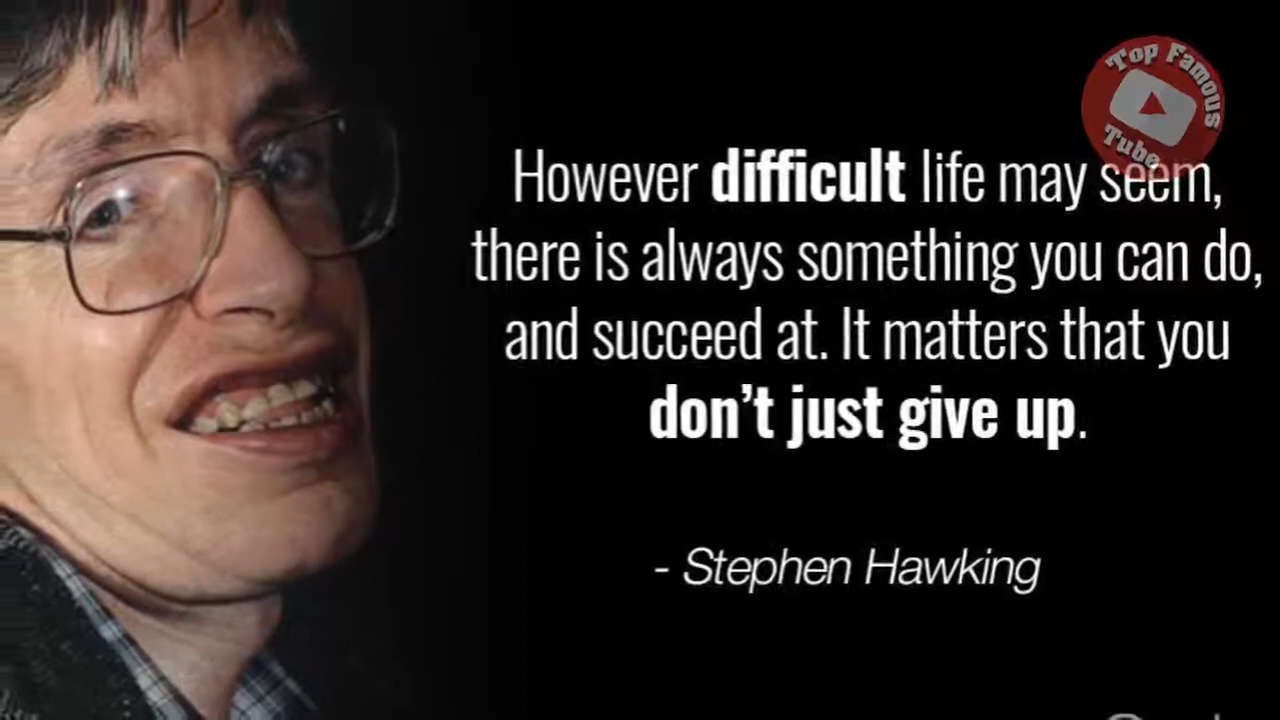 Top Famous
Tube
However difficult life may seem,
there is always something you can do,
and succeed at. It matters that you
don't just give up.
- Stephen Hawking